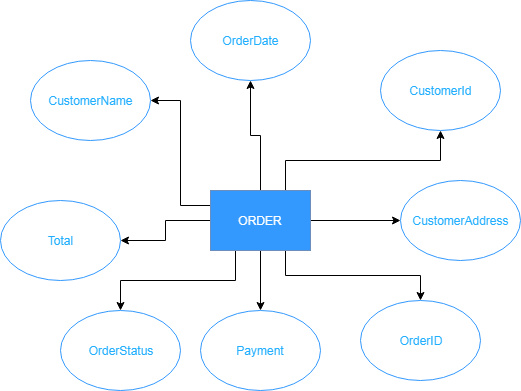 OrderDate
CustomerName
CustomerId
ORDER
CustomerAddress
Total
OrderStatus
Payment
OrderID